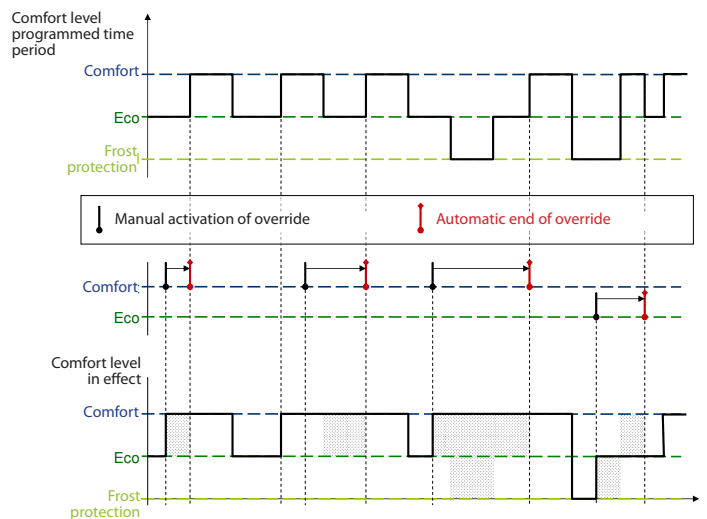 Comfort level
programmed time
period
Comfort
Eco
Frost
protection
Manual activation of override
Automatic end of override
Comfort
Eco
Comfort level
in effect
Comfort
Eco
Frost
protection